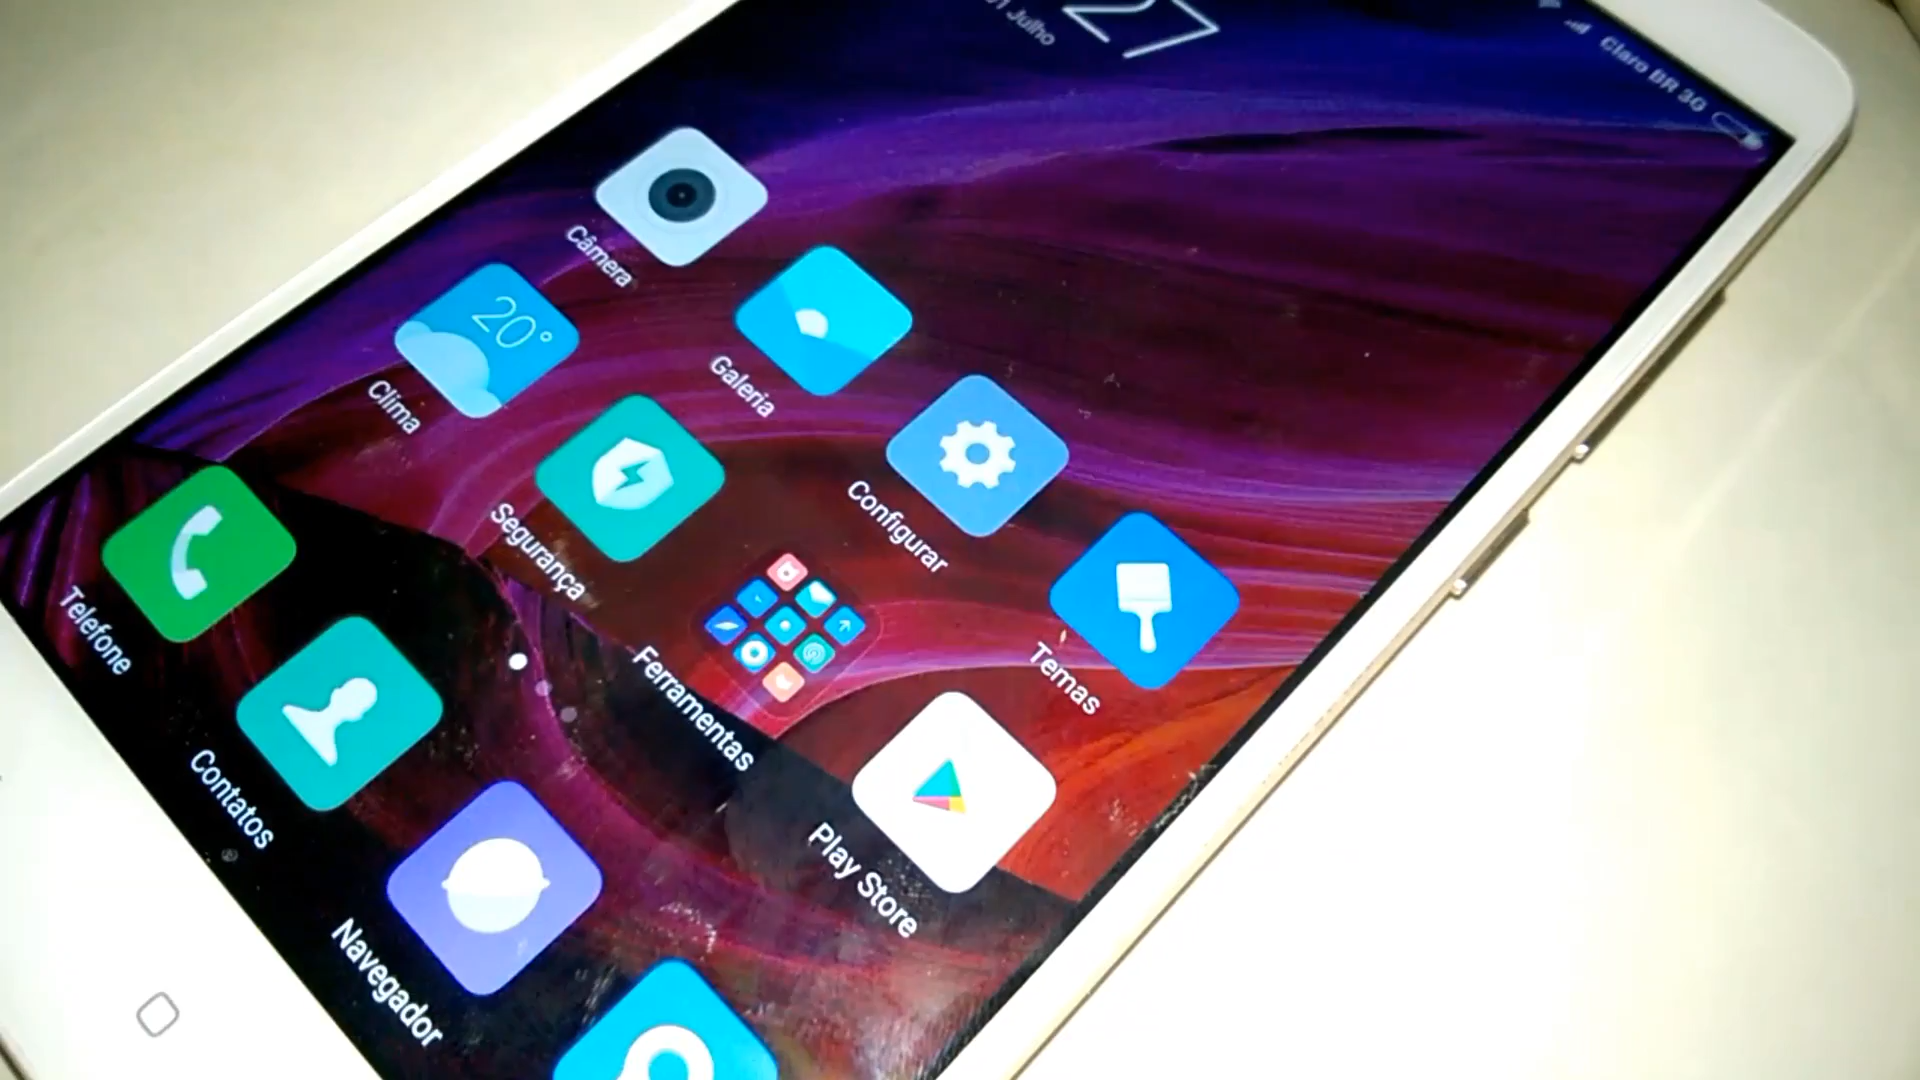 Claro BR 3G
27
Julho
Câmera
Galeria
Configurar
Temas
20°
Clima
Segurança
Ferramentas
Play Store
Telefone
Contatos
Navegador